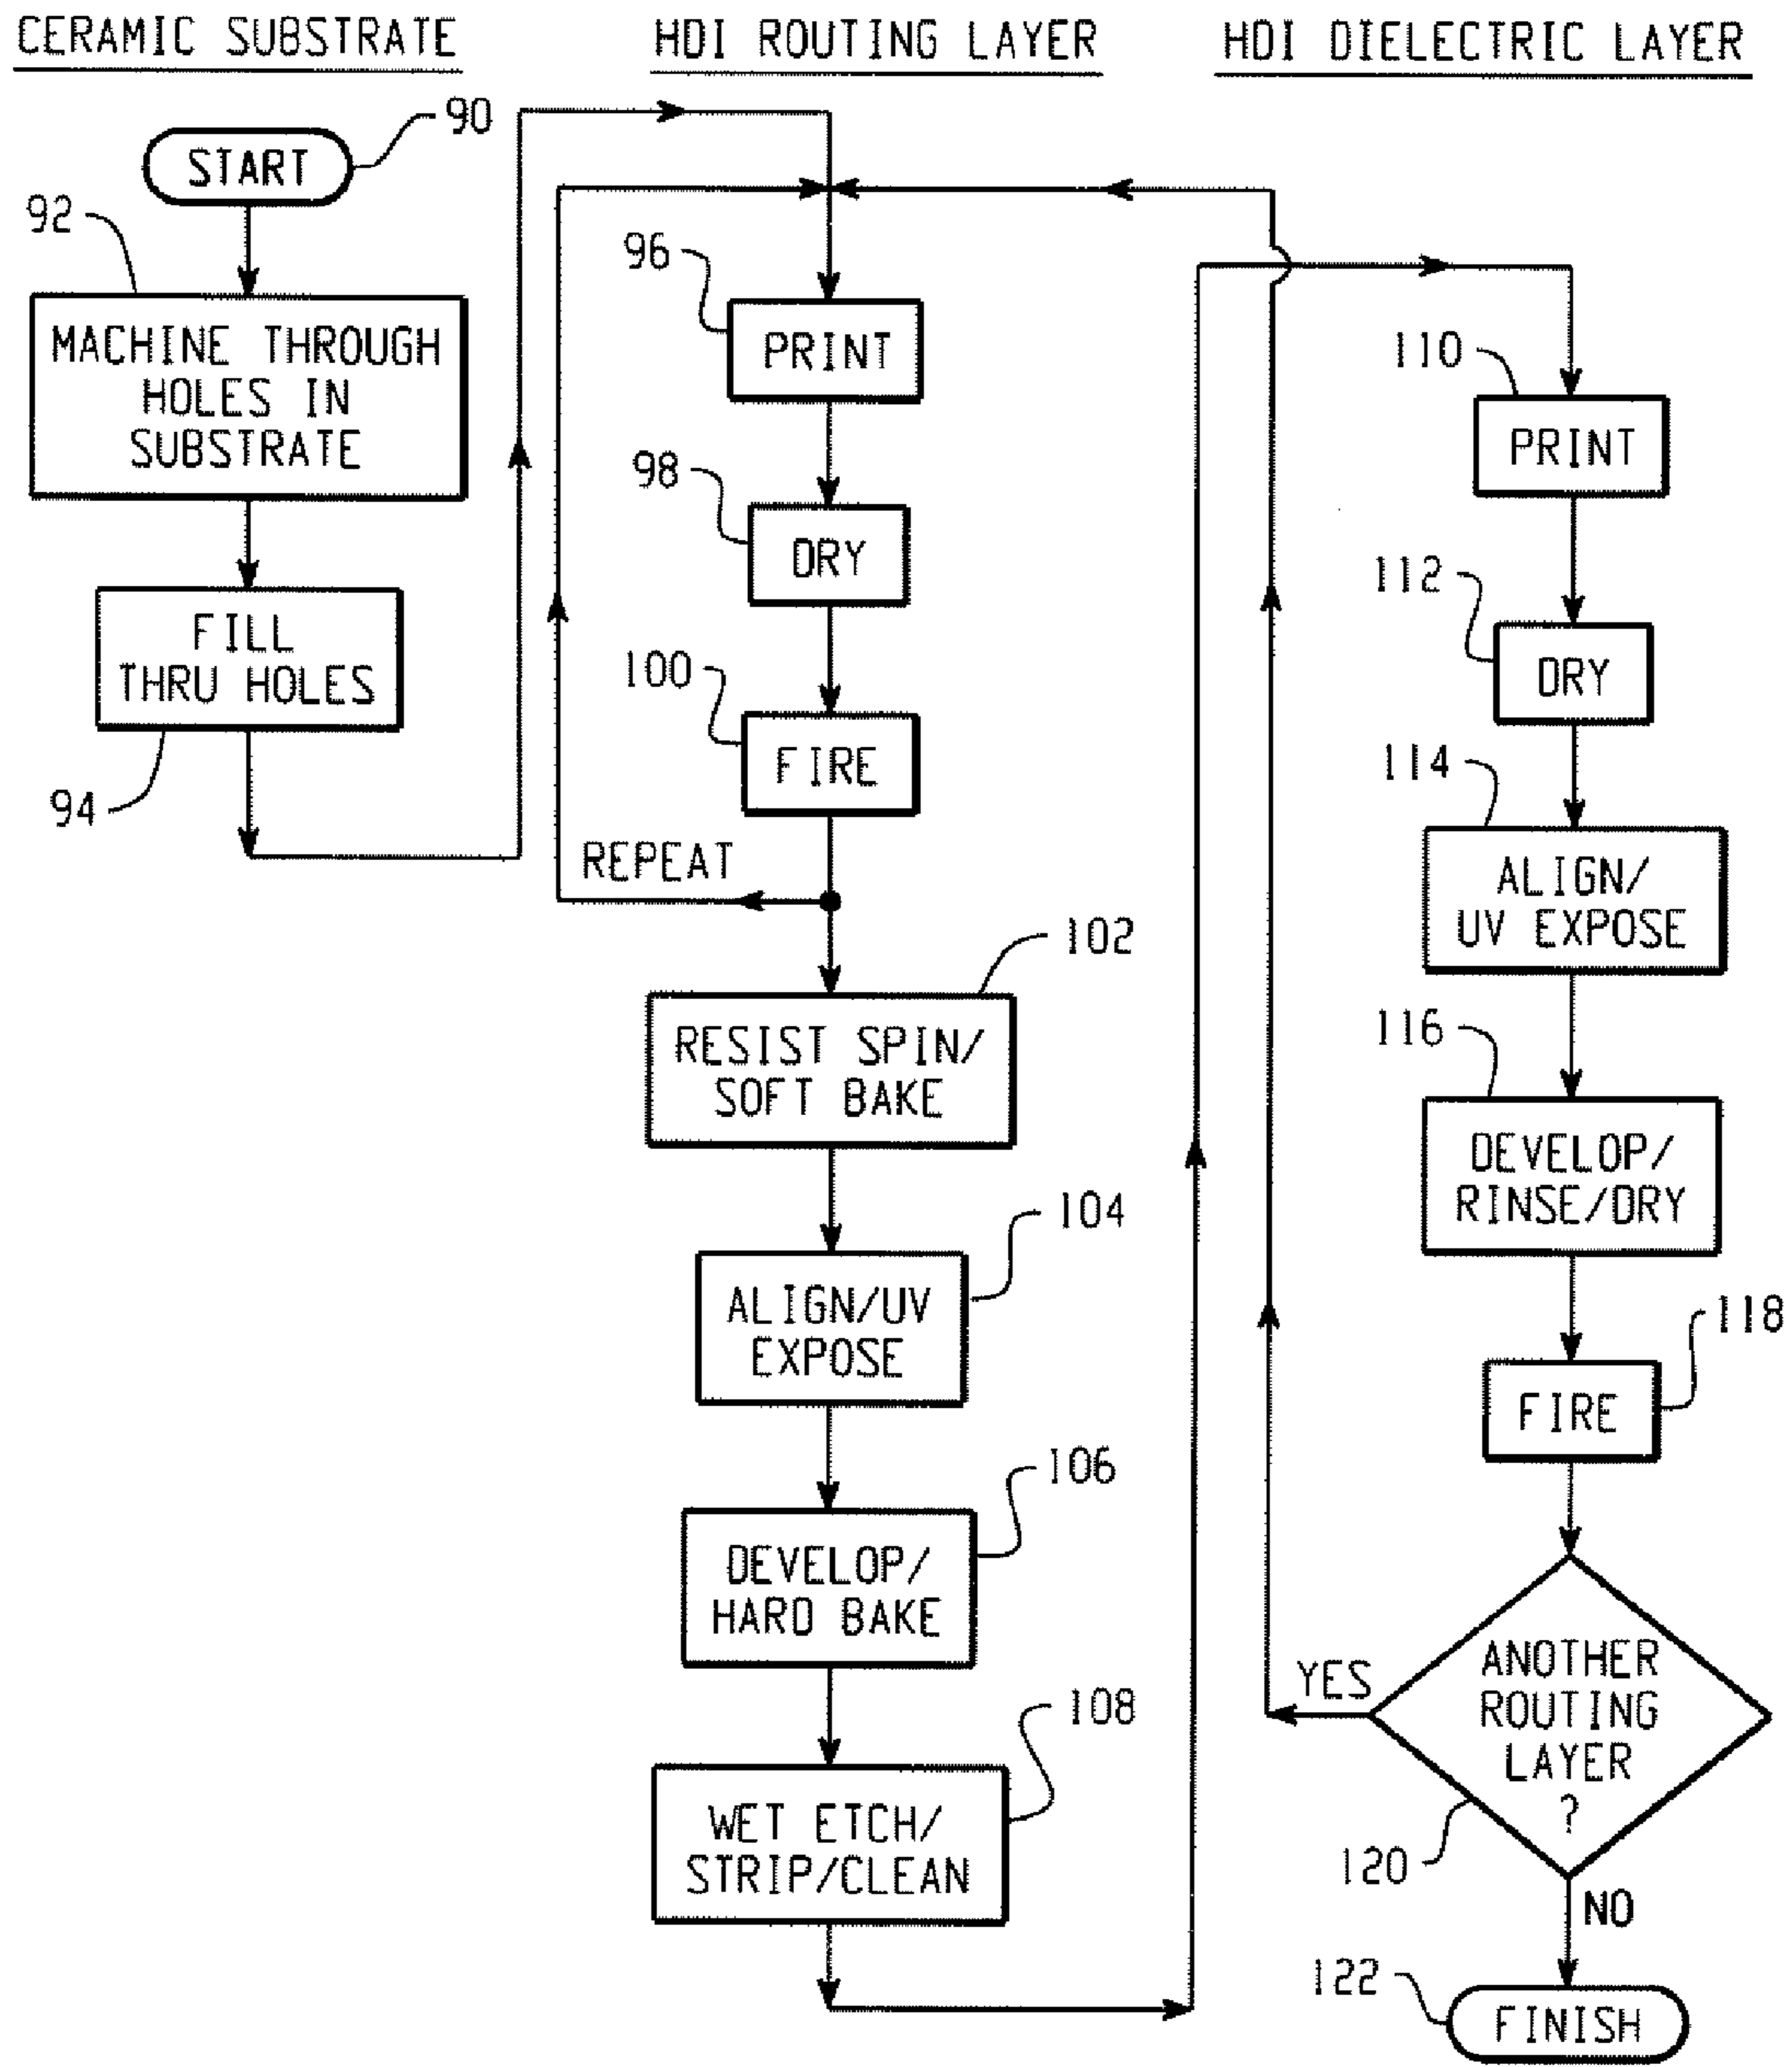 CERAMIC SUBSTRATE
90
START
92
MACHINE THROUGH
HOLES IN
SUBSTRATE
FILL
THRU HOLES
94
HDI ROUTING LAYER
96
PRINT
98
DRY
100
FIRE
REPEAT
102
RESIST SPIN/
SOFT BAKE
104
ALIGN/UV
EXPOSE
106
DEVELOP/
HARD BAKE
108
WET ETCH/
STRIP/CLEAN
HDI DIELECTRIC LAYER
110
PRINT
112
DRY
114
ALIGN/
UV EXPOSE
116
DEVELOP/
RINSE/DRY
118
FIRE
YES
ANOTHER
ROUTING
LAYER
?
120
NO
122
FINISH